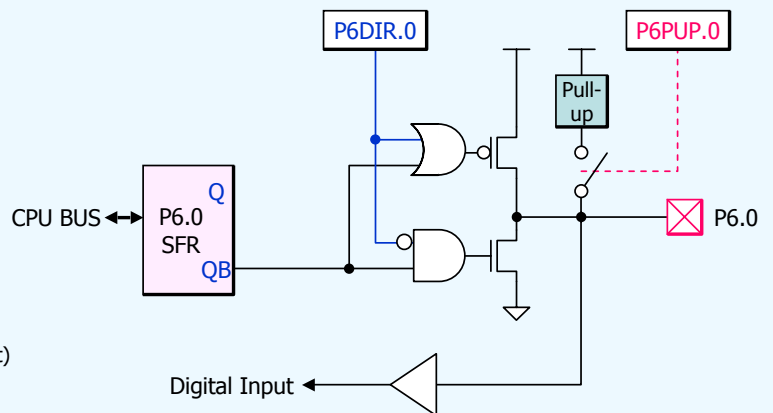 P6DIR.0
P6PUP.0
Pull-
up
Q
CPU BUS
P6.0
SFR
QB
P6.0
t)
Digital Input